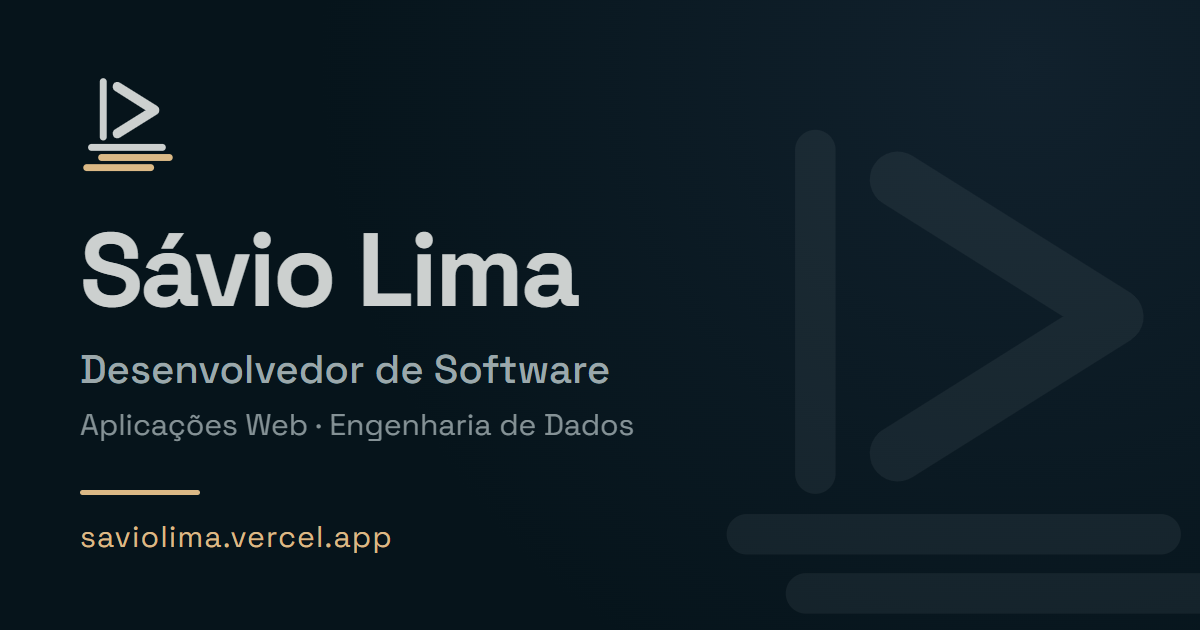 Sávio Lima
Desenvolvedor de Software
Aplicações Web · Engenharia de Dados
saviolima.vercel.app